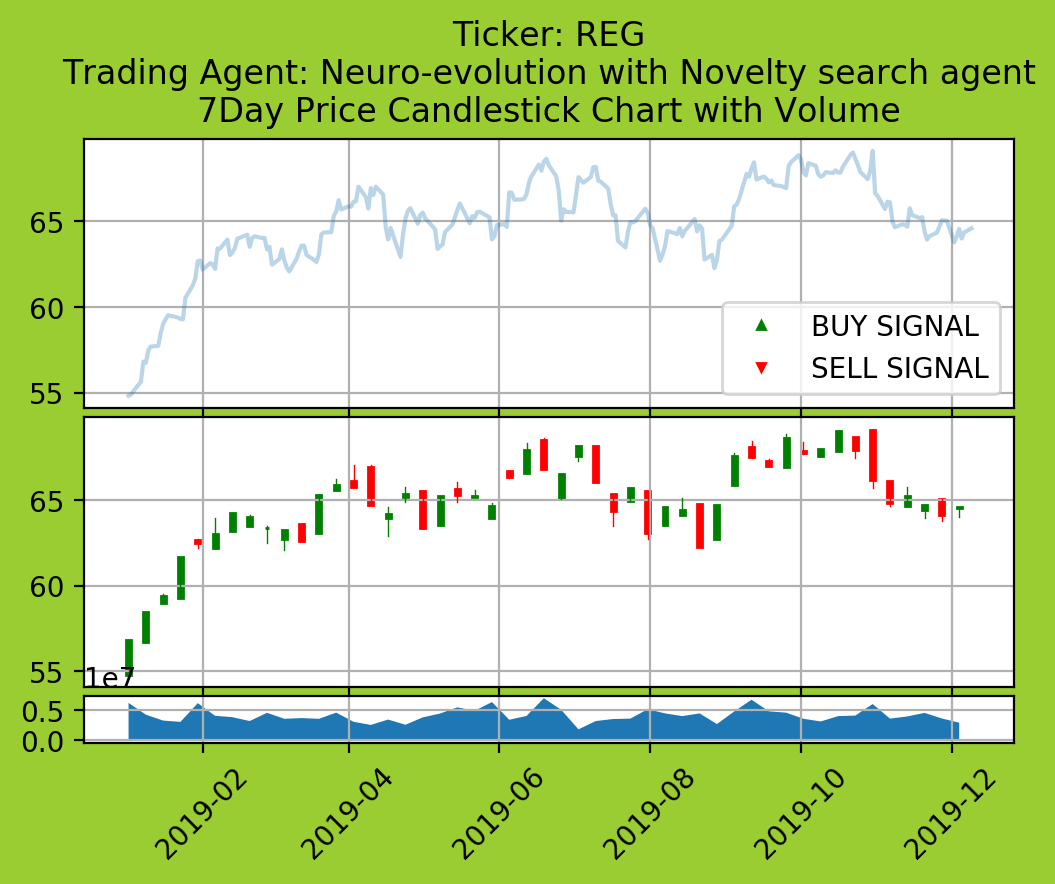 Ticker: REG
Trading Agent: Neuro-evolution with Novelty search agent
7Day Price Candlestick Chart with Volume
65
60
55
BUY SIGNAL
SELL SIGNAL
65
60
55
1e7
0.5
0.0
2019-02
2019-04
2019-06
2019-08
2019-10
2019-12